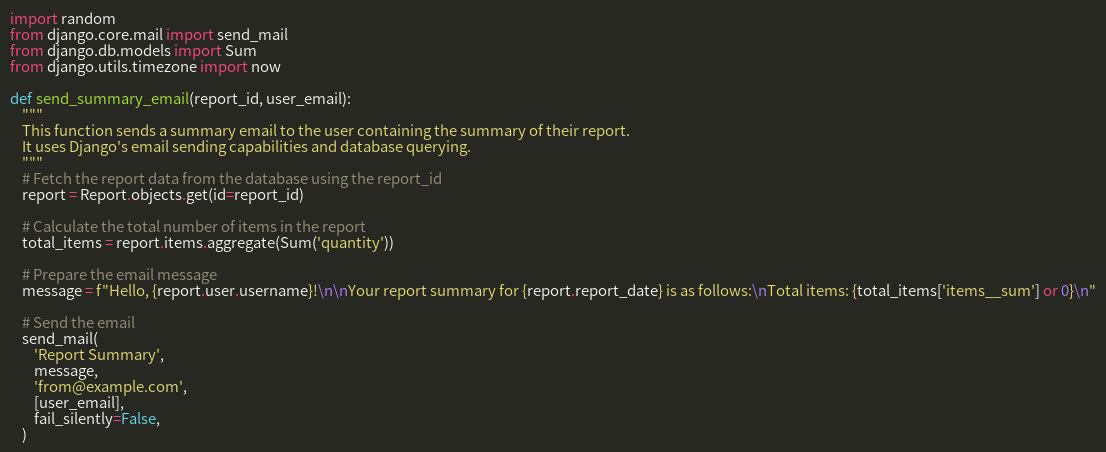 import random
from django.core.mail import send_mail
from django.db.models import Sum
from django.utils.timezone import now

def send_summary_email(report_id, user_email):
    """
    This function sends a summary email to the user containing the summary of their report.
    It uses Django's email sending capabilities and database querying.
    """
    # Fetch the report data from the database using the report_id
    report = Report.objects.get(id=report_id)

    # Calculate the total number of items in the report
    total_items = report.items.aggregate(Sum('quantity'))

    # Prepare the email message
    message = f"Hello, {report.user.username}!\n\nYour report summary for {report.report_date} is as follows:\nTotal items: {total_items['items__sum'] or 0}\n"

    # Send the email
    send_mail(
        'Report Summary',
        message,
        'from@example.com',
        [user_email],
        fail_silently=False,
    )